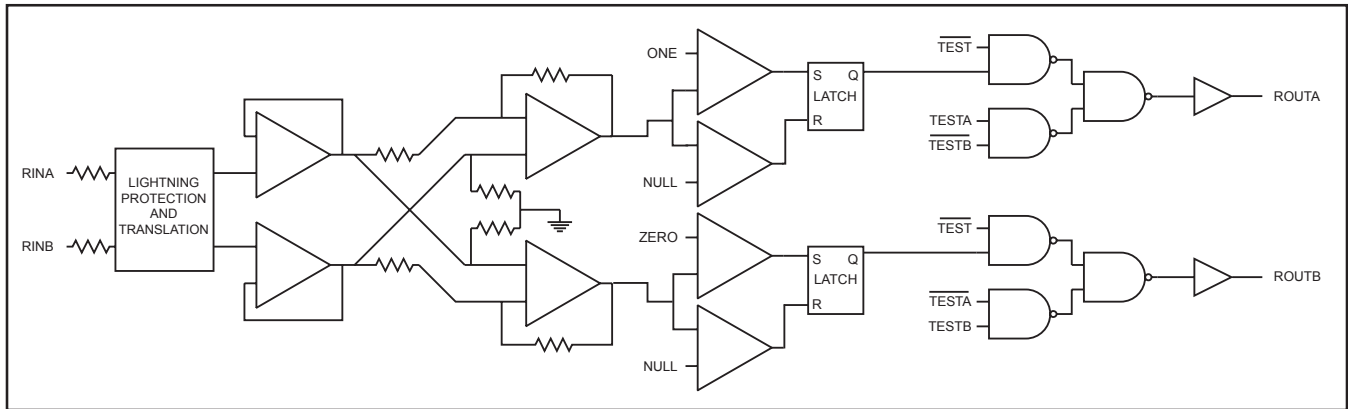 ONE
TEST
S Q
LATCH
R
TESTA
TESTB
ROUTA
RINA
LIGHTNING
PROTECTION
AND
TRANSLATION
NULL
RINB
ZERO
TEST
S Q
LATCH
R
TESTA
TESTB
ROUTB
NULL